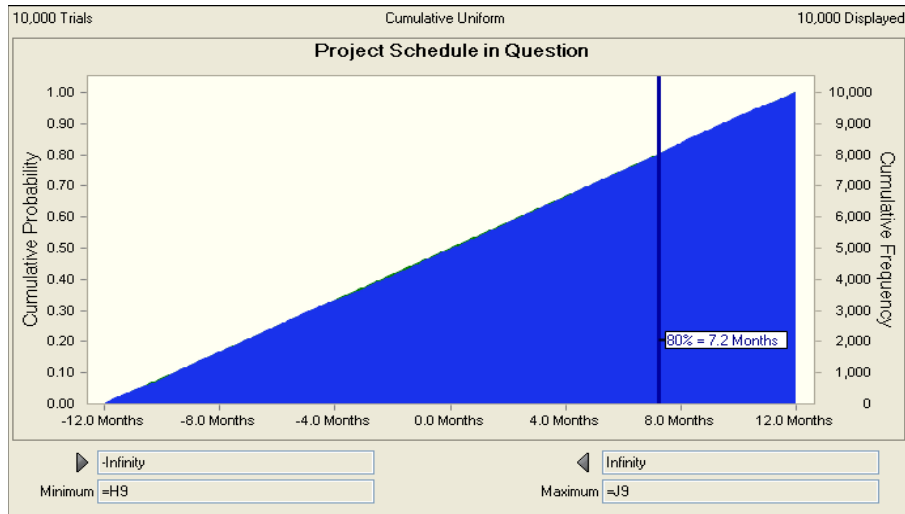 10,000 Trials Cumulative Uniform 10,000 Displayed
Project Schedule in Question
Cumulative Probability
1.00
0.90
0.80
0.70
0.60
0.50
0.40
0.30
0.20
0.10
0.00
80% = 7.2 Months
10,000
9,000
8,000
7,000
6,000
5,000
4,000
3,000
2,000
1,000
0
Cumulative Frequency
-12.0 Months -8.0 Months -4.0 Months 0.0 Months 4.0 Months 8.0 Months 12.0 Months
-Infinity Infinity
Minimum =H9 Maximum =J9